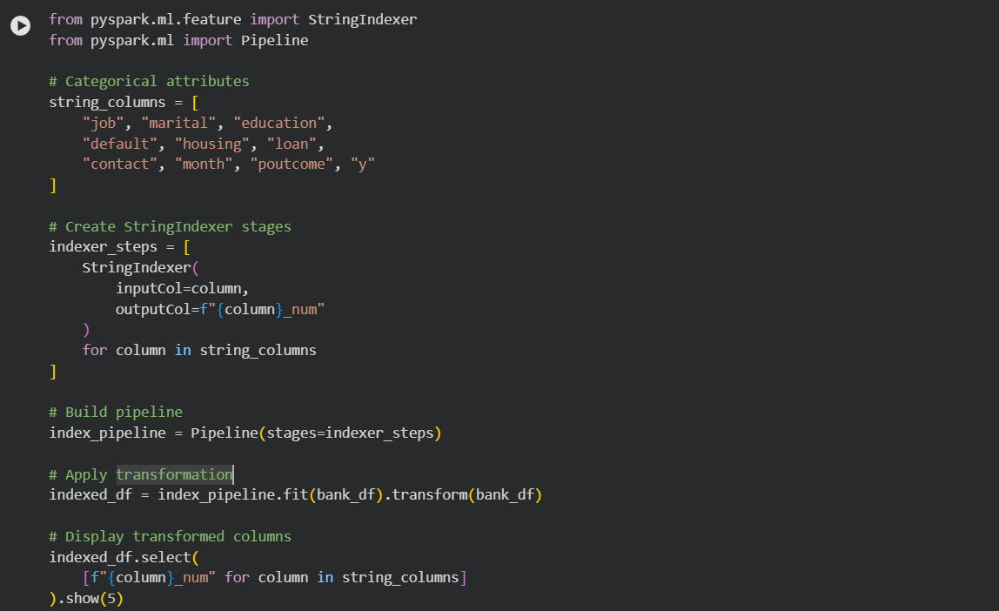 from pyspark.ml.feature import StringIndexer
from pyspark.ml import Pipeline

# Categorical attributes
string_columns = [
    "job", "marital", "education",
    "default", "housing", "loan",
    "contact", "month", "poutcome", "y"
]

# Create StringIndexer stages
indexer_steps = [
    StringIndexer(
        inputCol=column,
        outputCol=f"{column}_num"
    )
    for column in string_columns
]

# Build pipeline
index_pipeline = Pipeline(stages=indexer_steps)

# Apply transformation
indexed_df = index_pipeline.fit(bank_df).transform(bank_df)

# Display transformed columns
indexed_df.select(
    [f"{column}_num" for column in string_columns]
).show(5)